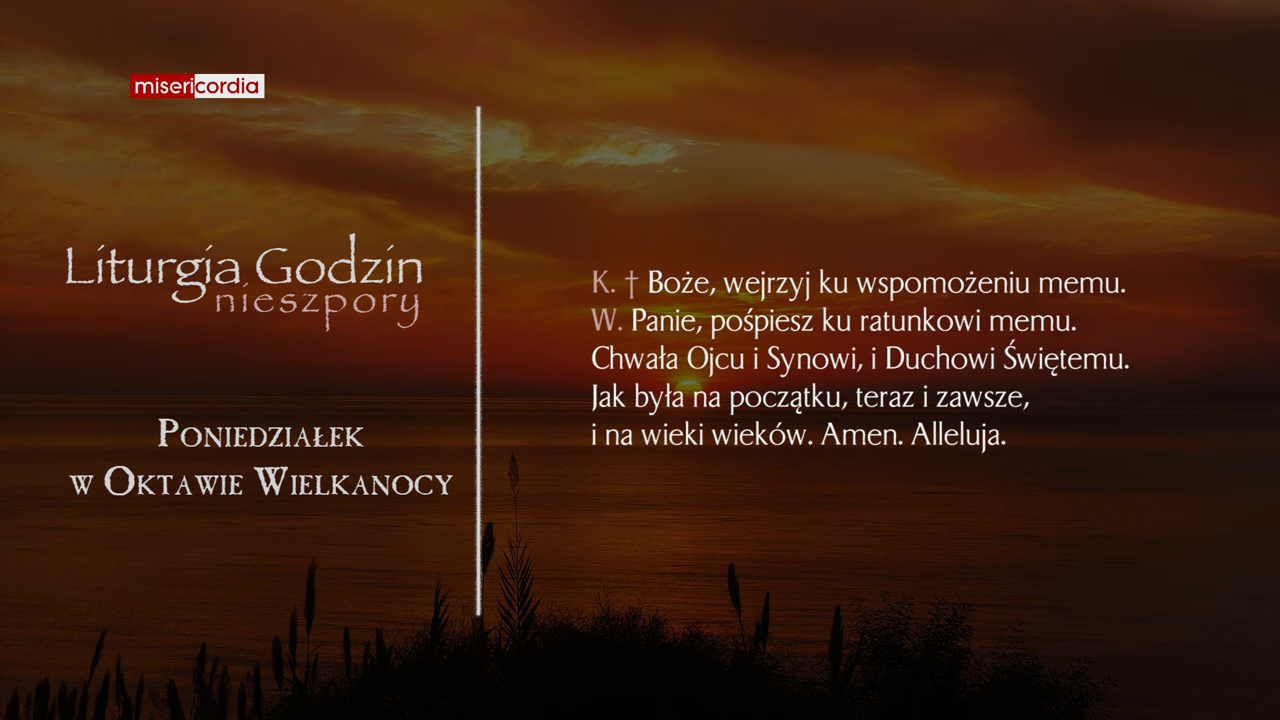 misericordia
Liturgia Godzin
nieszpory
Poniedziałek
w Oktawie Wielkanocy
K. † Boże, wejrzyj ku wspomożeniu memu.
W. Panie, pośpiesz ku ratunkowi memu.
Chwała Ojcu i Synowi, i Duchowi Świętemu.
Jak była na początku, teraz i zawsze,
i na wieki wieków. Amen. Alleluja.